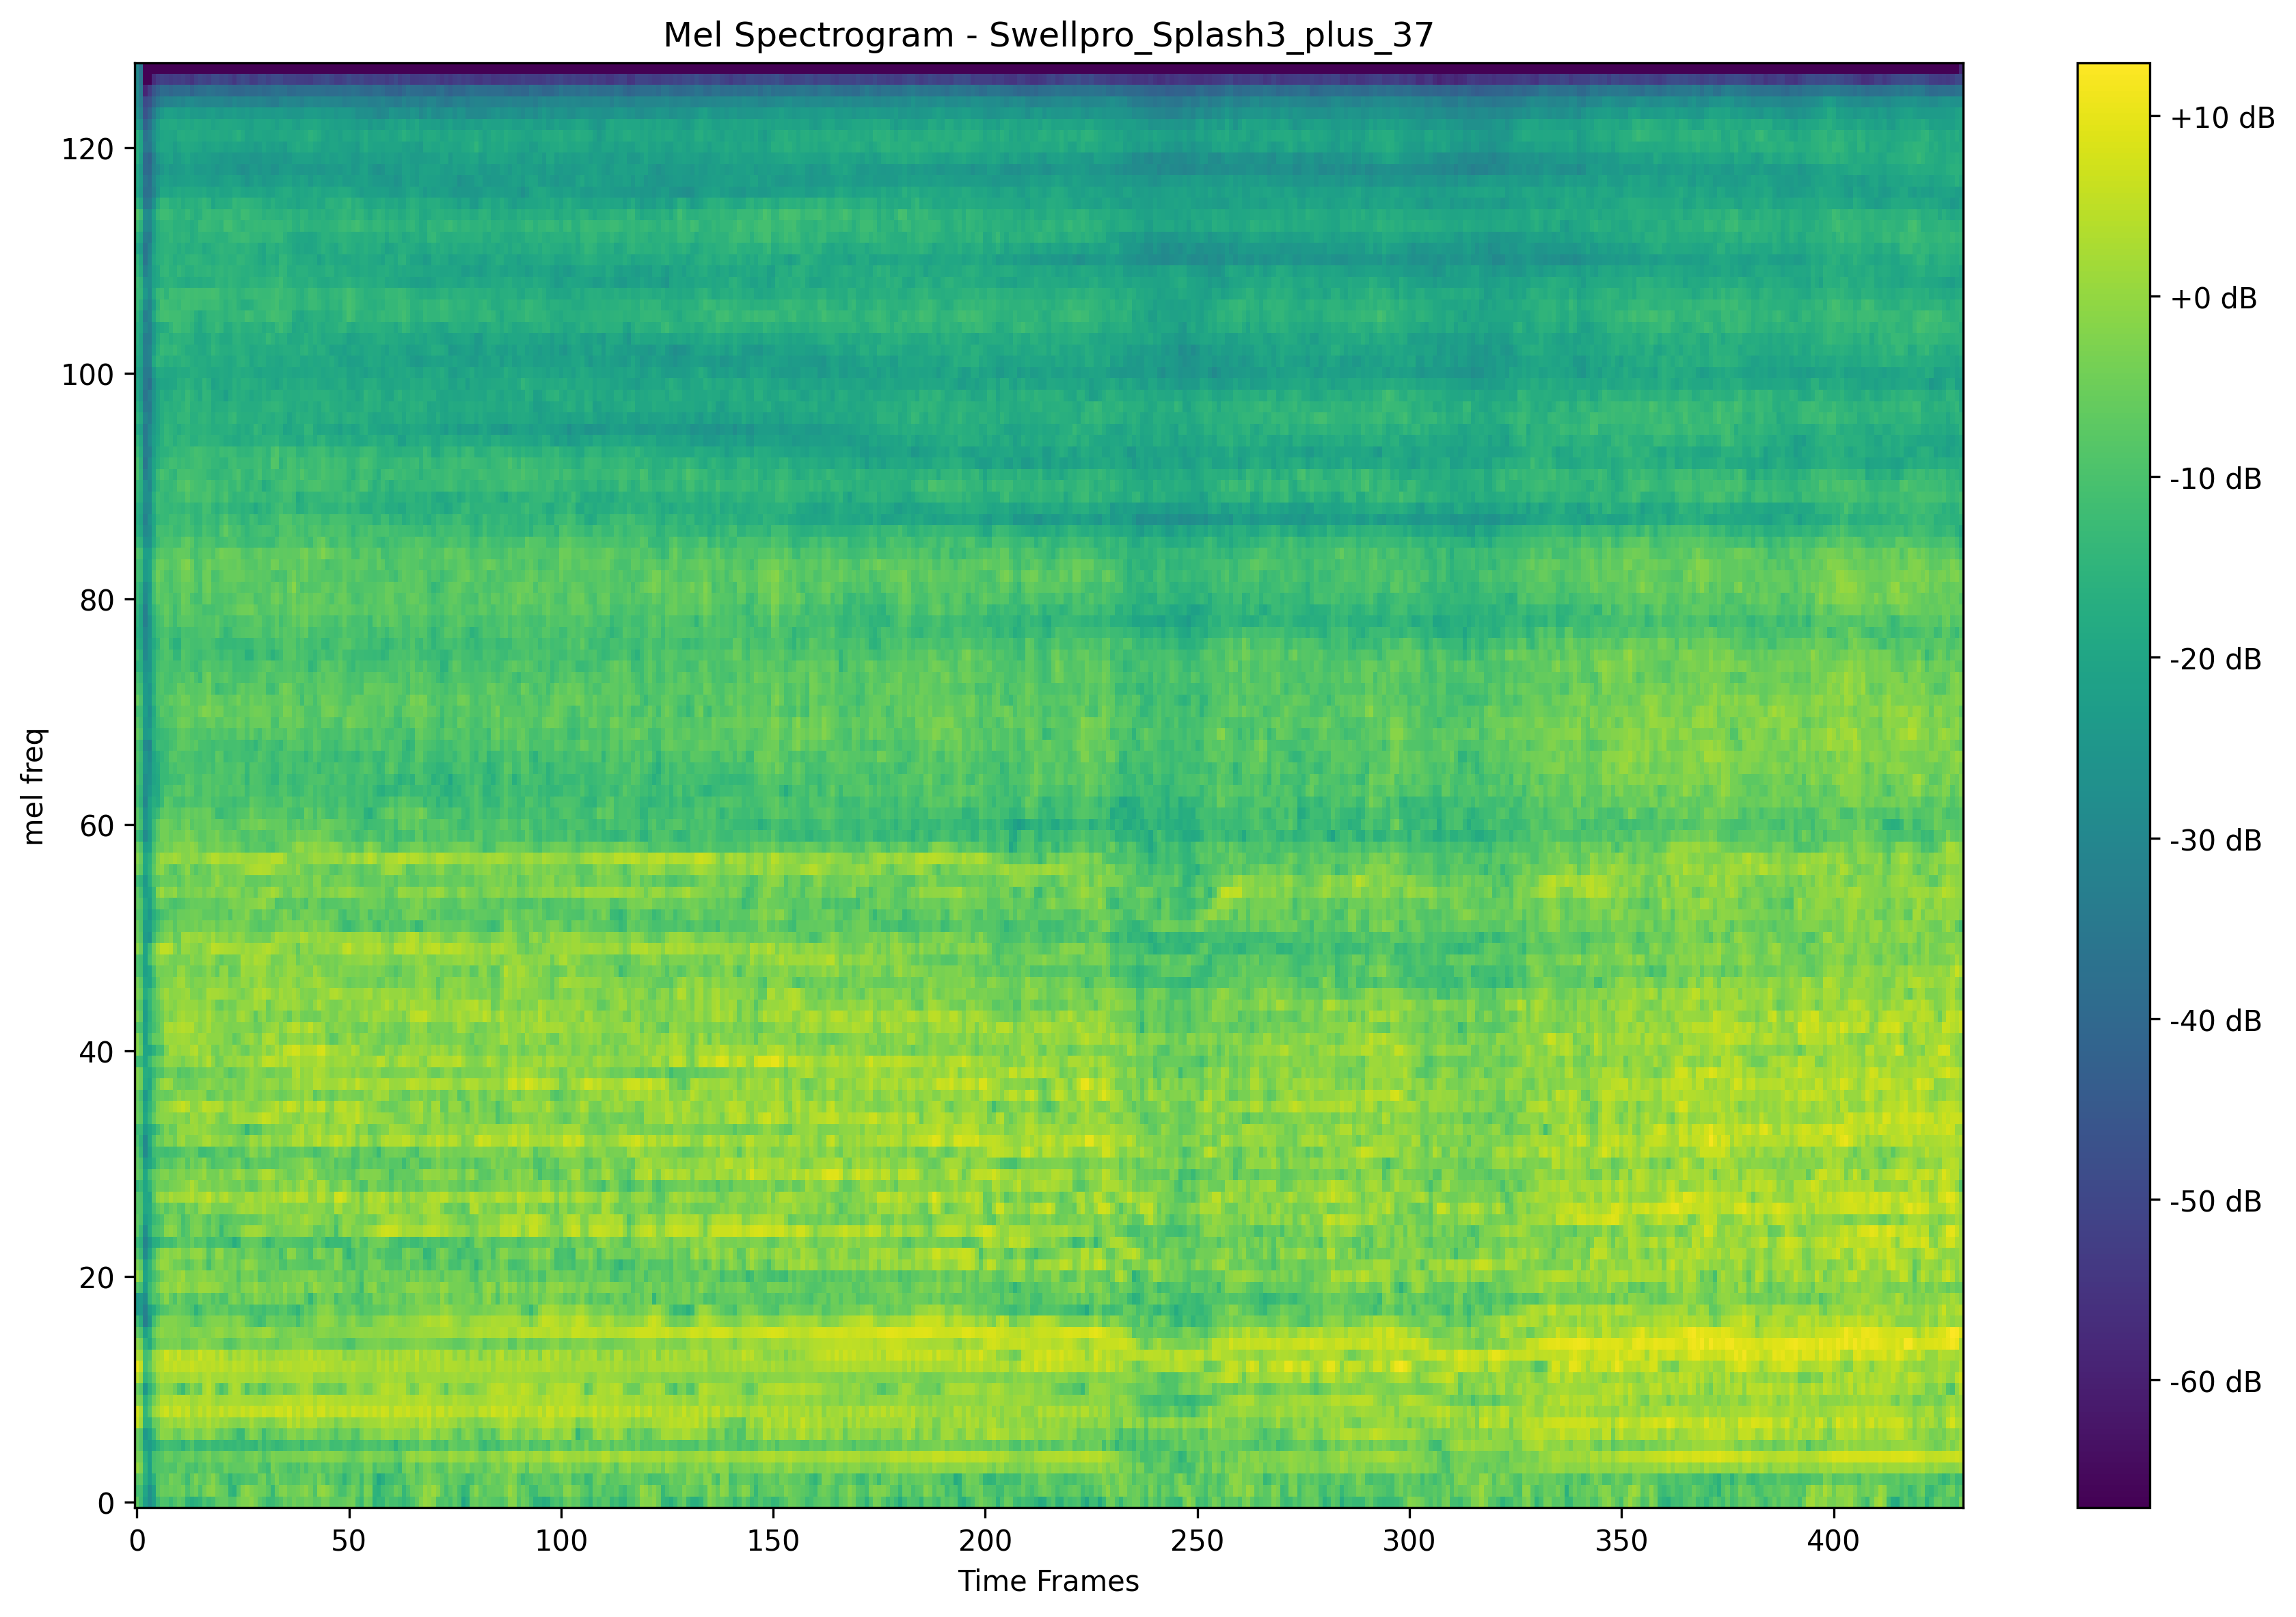 Mel Spectrogram - Swellpro_Splash3_plus_37
mel freq
120
100
80
60
40
20
0
0 50 100 150 200 250 300 350 400
Time Frames
+10 dB
+0 dB
-10 dB
-20 dB
-30 dB
-40 dB
-50 dB
-60 dB